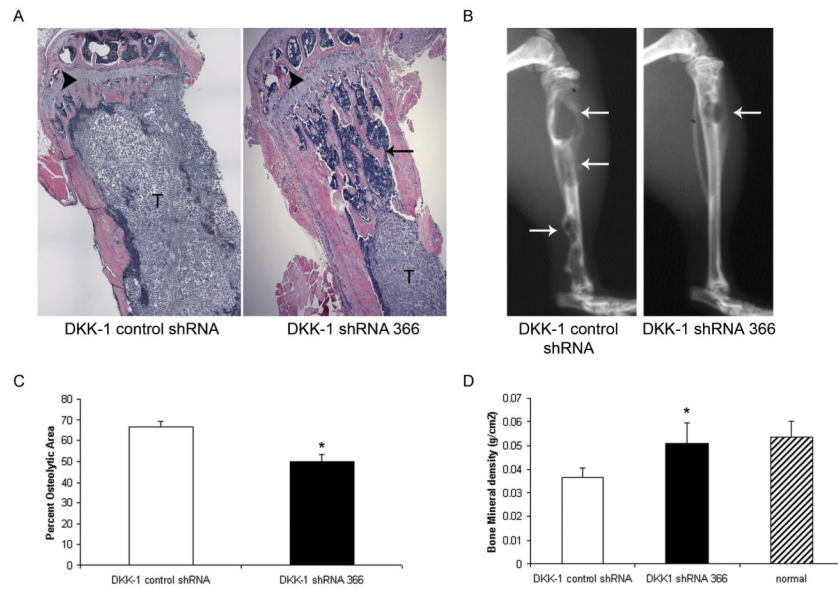 A
T
T
DKK-1 control shRNA
DKK-1 shRNA 366
B
DKK-1 control
shRNA
DKK-1 shRNA 366
C
Percent Osteolytic Area
80
70
60
50
40
30
20
10
0
*
DKK-1 control shRNA
DKK-1 shRNA 366
D
Bone Mineral density (g/cm2)
0.07
0.06
0.05
0.04
0.03
0.02
0.01
0
*
DKK-1 control shRNA
DKK1 shRNA 366
normal